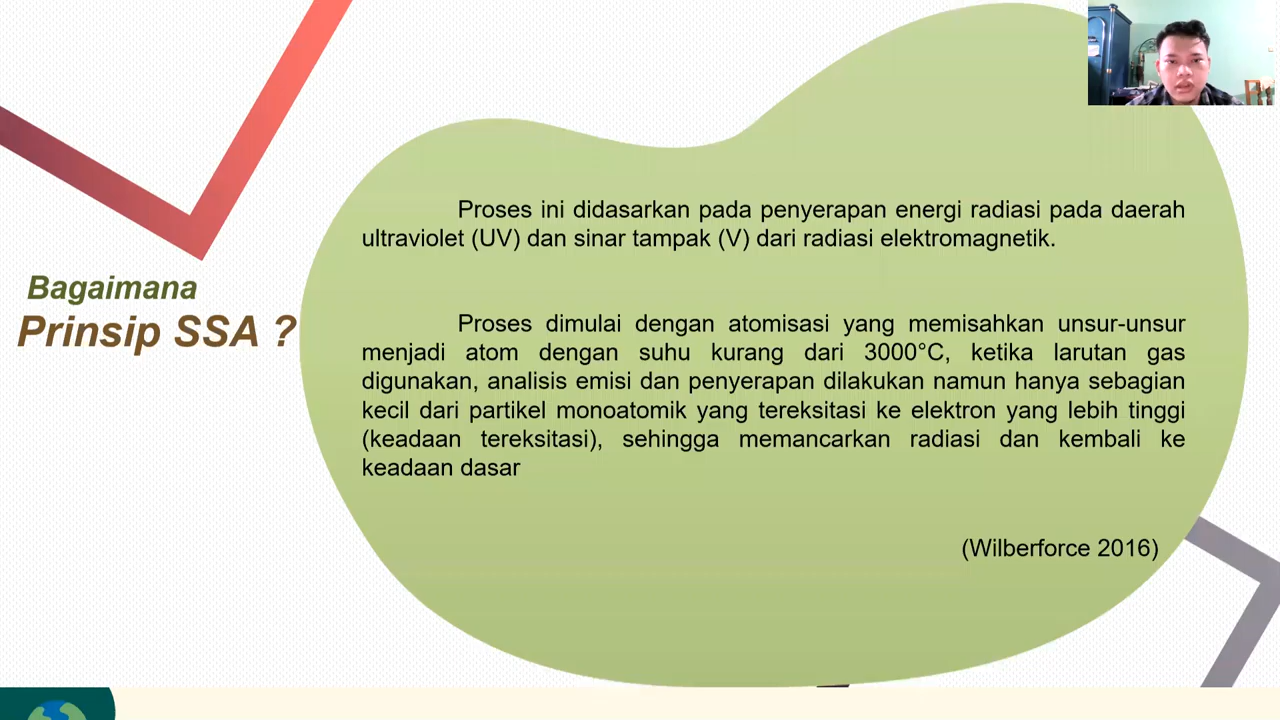 Bagaimana
Prinsip SSA ?
Proses ini didasarkan pada penyerapan energi radiasi pada daerah
ultraviolet (UV) dan sinar tampak (V) dari radiasi elektromagnetik.
Proses dimulai dengan atomisasi yang memisahkan unsur-unsur
menjadi atom dengan suhu kurang dari 3000°C, ketika larutan gas
digunakan, analisis emisi dan penyerapan dilakukan namun hanya sebagian
kecil dari partikel monoatomik yang tereksitasi ke elektron yang lebih tinggi
(keadaan tereksitasi), sehingga memancarkan radiasi dan kembali ke
keadaan dasar
(Wilberforce 2016)